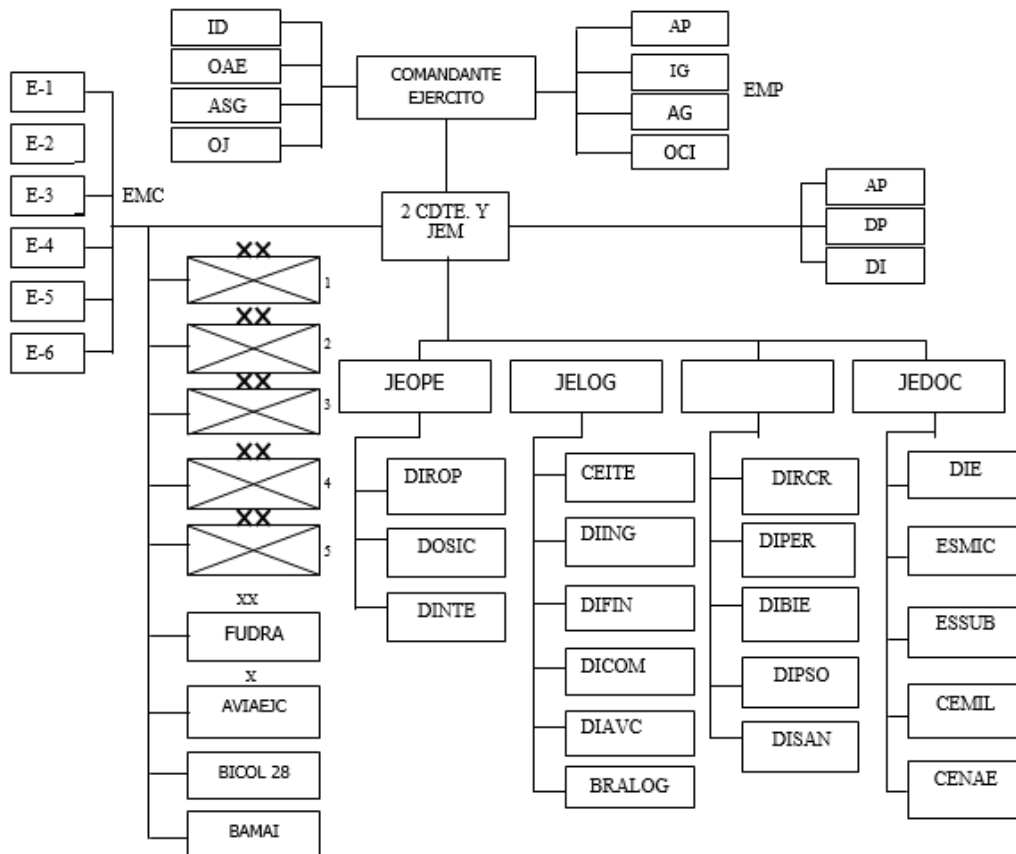 ID
OAE
ASG
OJ
COMANDANTE
EJERCITO
AP
IG
AG
OCI
EMP
E-1
E-2
E-3
E-4
E-5
E-6
EMC
2 CDTE. Y
JEM
AP
DP
DI
XX
1
XX
2
XX
3
XX
4
XX
5
XX
FUDRA
X
AVIAEJC
BICOL 28
BAMAI
JEOPE
DIROP
DOSIC
DINTE
JELOG
CEITE
DIING
DIFIN
DICOM
DIAVC
BRALOG
DIRCR
DIPER
DIBIE
DIPSO
DISAN
JEDOC
DIE
ESMIC
ESSUB
CEMIL
CENAE